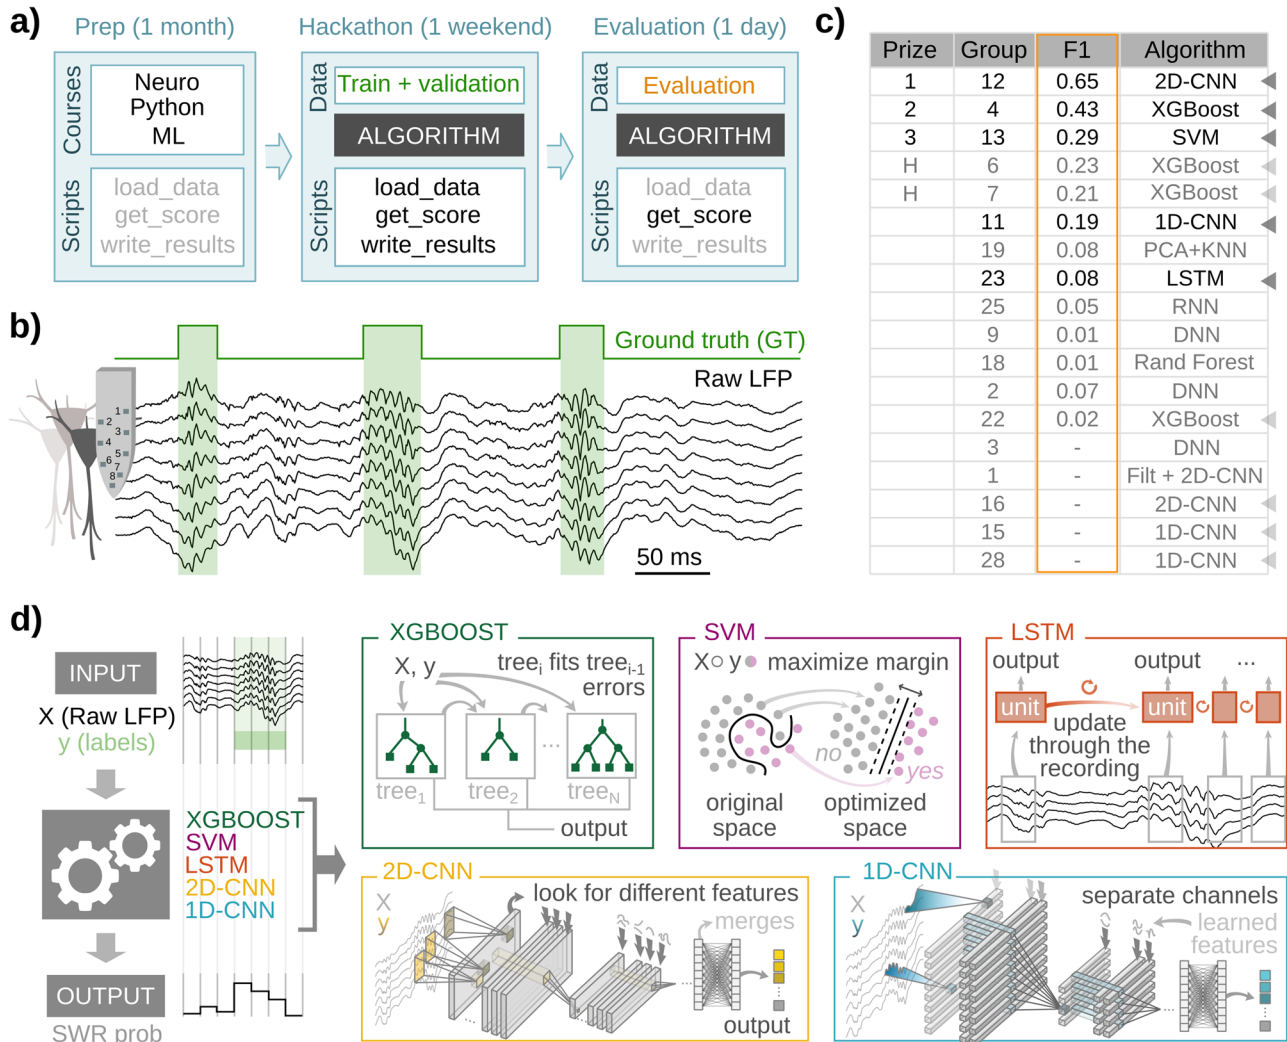 a)
Prep (1 month)
Courses
Neuro
Python
ML
Scripts
load_data
get_score
write_results
Hackathon (1 weekend)
Data
Train + validation
ALGORITHM
Scripts
load_data
get_score
write_results
Evaluation (1 day)
Data
Evaluation
ALGORITHM
Scripts
load_data
get_score
write_results
b)
Ground truth (GT)
Raw LFP
1
2
3
4
5
6
7
8
50 ms
c)
Prize Group F1 Algorithm
1 12 0.65 2D-CNN
2 4 0.43 XGBoost
3 13 0.29 SVM
H 6 0.23 XGBoost
H 7 0.21 XGBoost
11 0.19 1D-CNN
19 0.08 PCA+KNN
23 0.08 LSTM
25 0.05 RNN
9 0.01 DNN
18 0.01 Rand Forest
2 0.07 DNN
22 0.02 XGBoost
3 - DNN
1 - Filt + 2D-CNN
16 - 2D-CNN
15 - 1D-CNN
28 - 1D-CNN
d)
INPUT
X (Raw LFP)
y (labels)
XGBOOST
SVM
LSTM
2D-CNN
1D-CNN
OUTPUT
SWR prob
XGBOOST
X, y
treei fits treei-1
errors
...
tree1
tree2
treeN
output
SVM
X y maximize margin
no
yes
original
space
optimized
space
LSTM
output
output
...
unit
unit
update
through the
recording
2D-CNN
X
y
look for different features
merges
...
output
1D-CNN
X
y
separate channels
learned
features
...